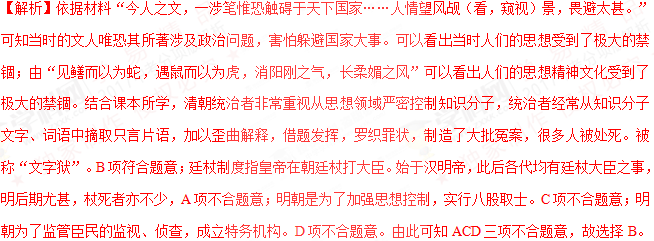 【解析】依据材料“今人之文，一涉笔惟恐触碍于天下国家……人情望风觇（看，窥视）景，畏避太甚。”
可知当时的文人唯恐其所著涉及政治问题，害怕躲避国家大事。可以看出当时人们的思想受到了极大的禁
锢；由“见鳝而以为蛇，遇鼠而以为虎，消阳刚之气，长柔媚之风”可以看出人们的思想精神文化受到了
极大的禁锢。结合课本所学，清朝统治者非常重视从思想领域严密控制知识分子，统治者经常从知识分子
文字、词语中摘取只言片语，加以歪曲解释，借题发挥，罗织罪状，制造了大批冤案，很多人被处死。被
称“文字狱”。B项符合题意；廷杖制度指皇帝在朝廷杖打大臣。始于汉明帝，此后各代均有廷杖大臣之事，
明后期尤甚，杖死者亦不少，A项不合题意；明朝是为了加强思想控制，实行八股取士。C项不合题意；明
朝为了监管臣民的监视、侦查，成立特务机构。D项不合题意。由此可知ACD三项不合题意，故选择 B。